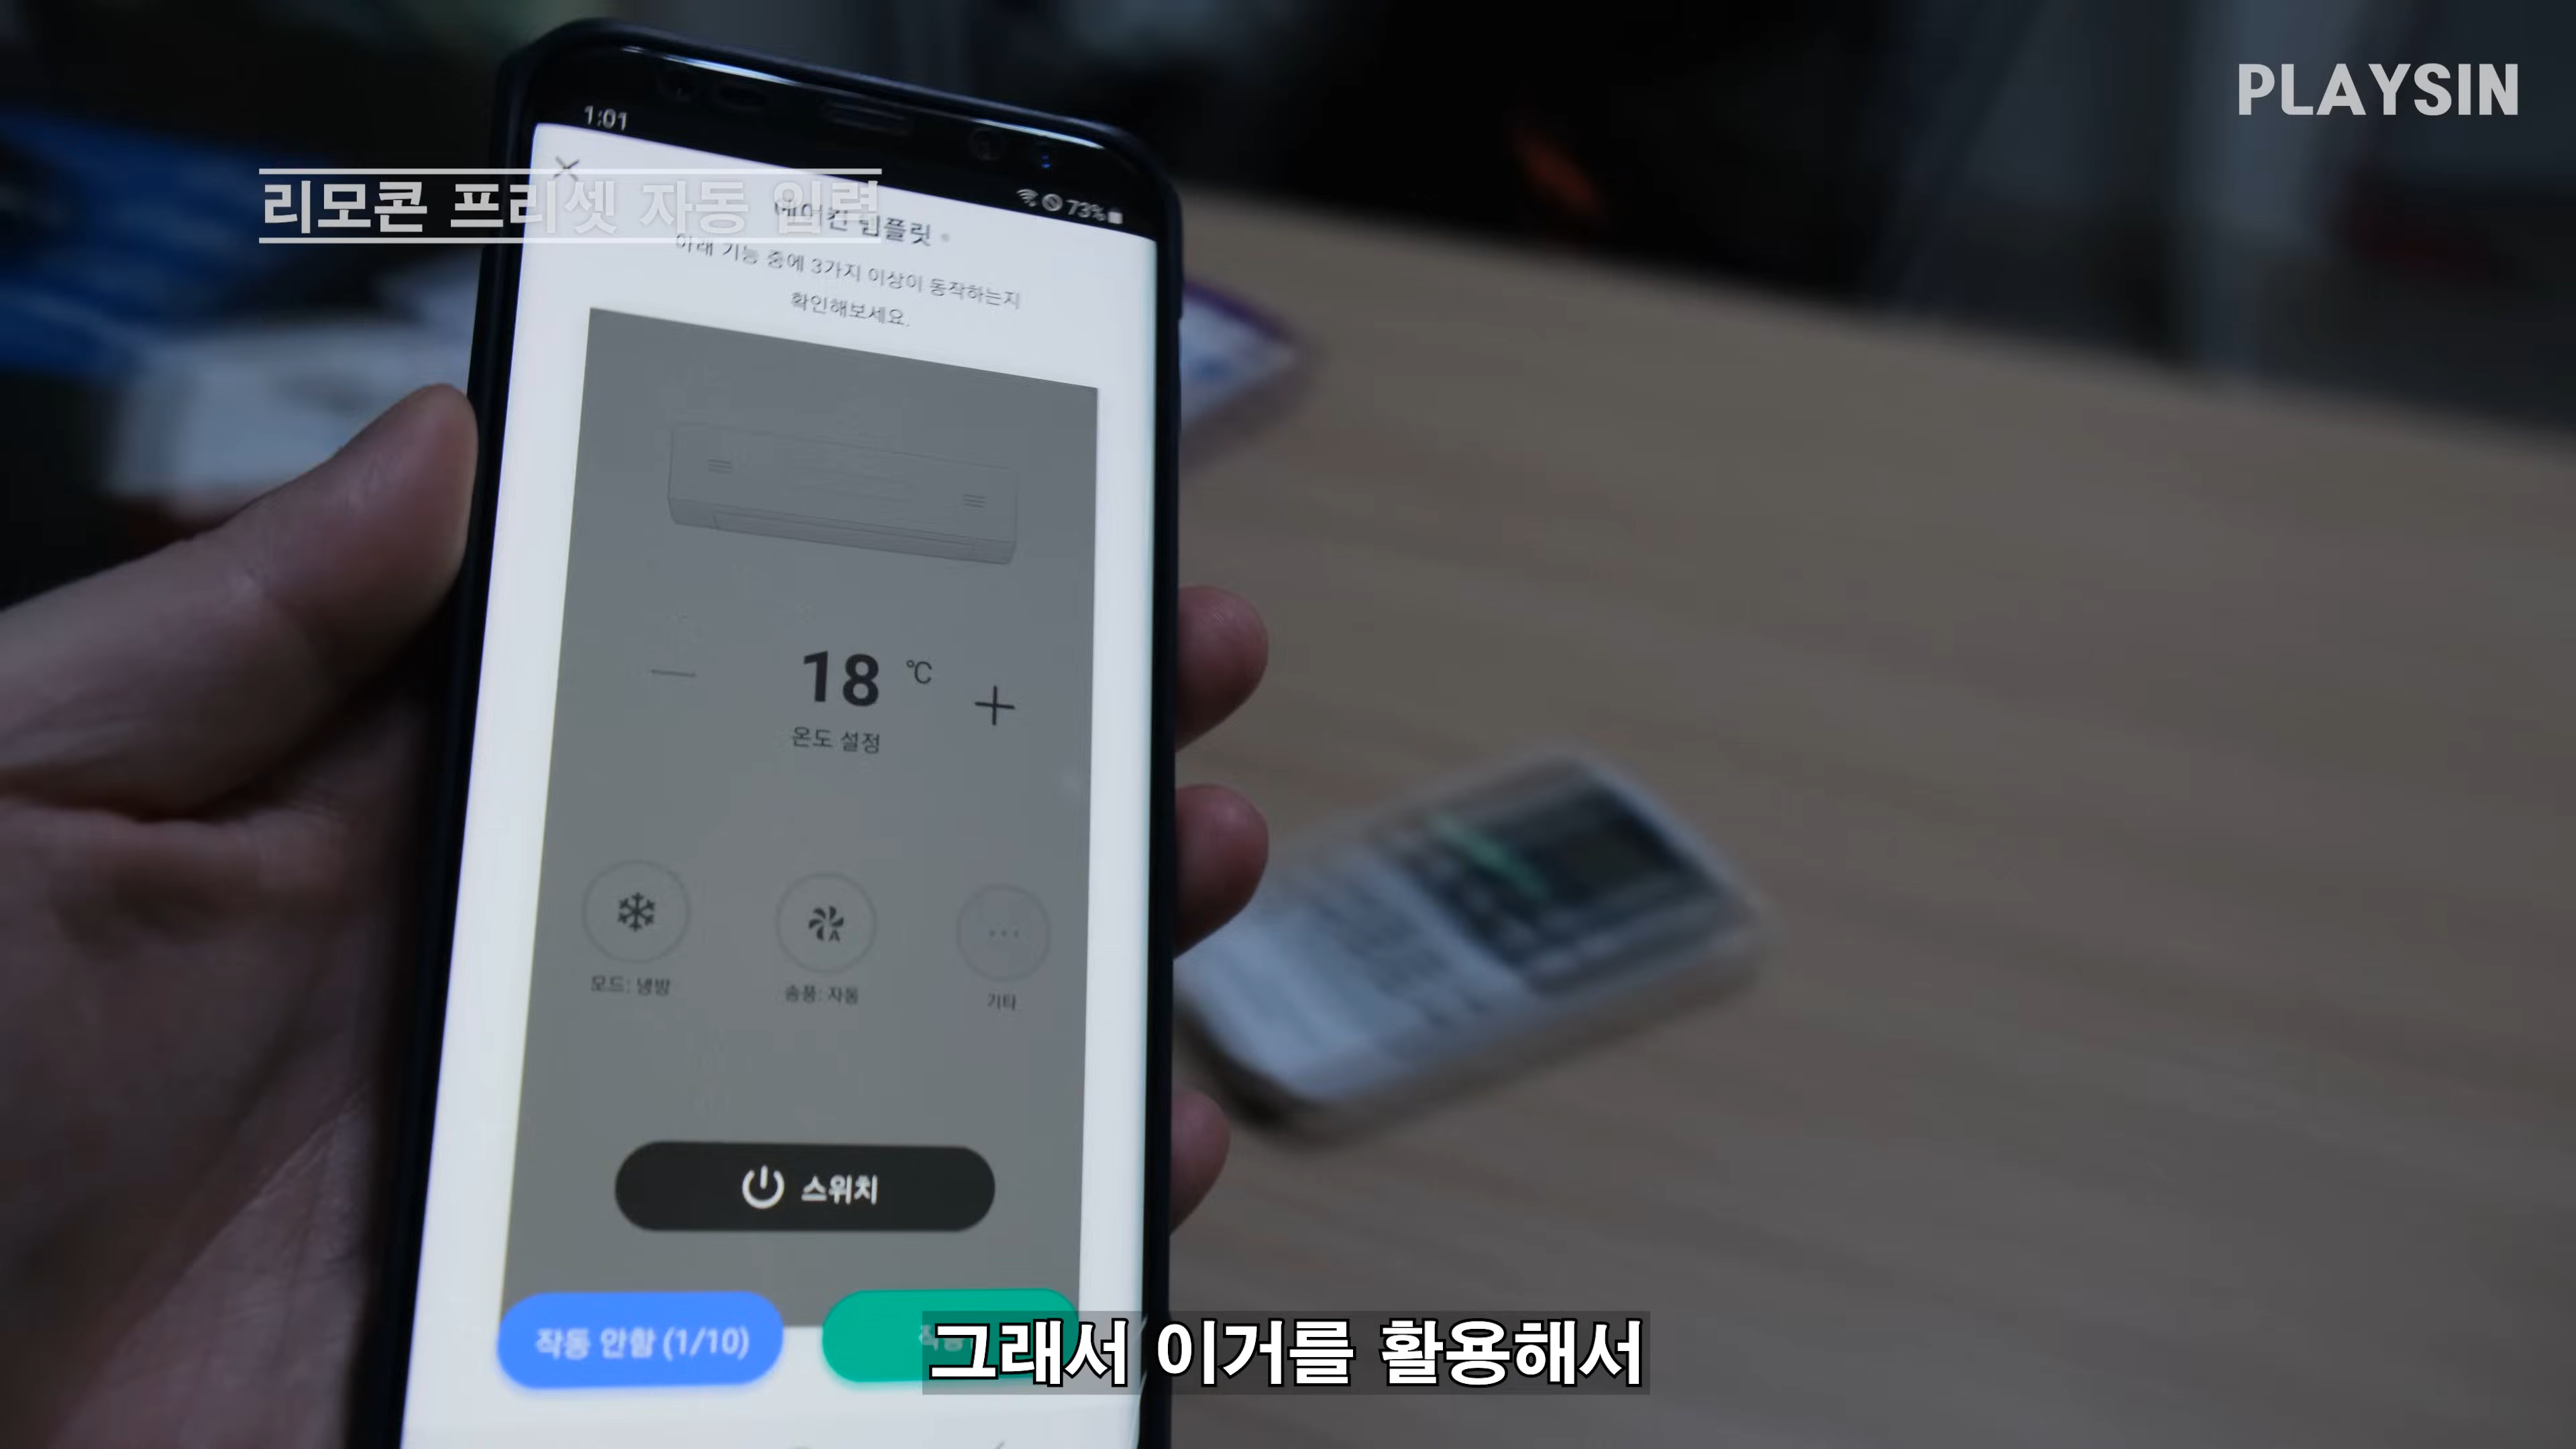 PLAYSIN
1:01
73%
리모콘 프리셋 자동 입력
템플릿
아래 기능 중에 3가지 이상이 동작하는지
확인해보세요.
18 ℃
온도 설정
모드: 냉방
송풍: 자동
기타
스위치
작동 안함 (1/10)
그래서 이거를 활용해서